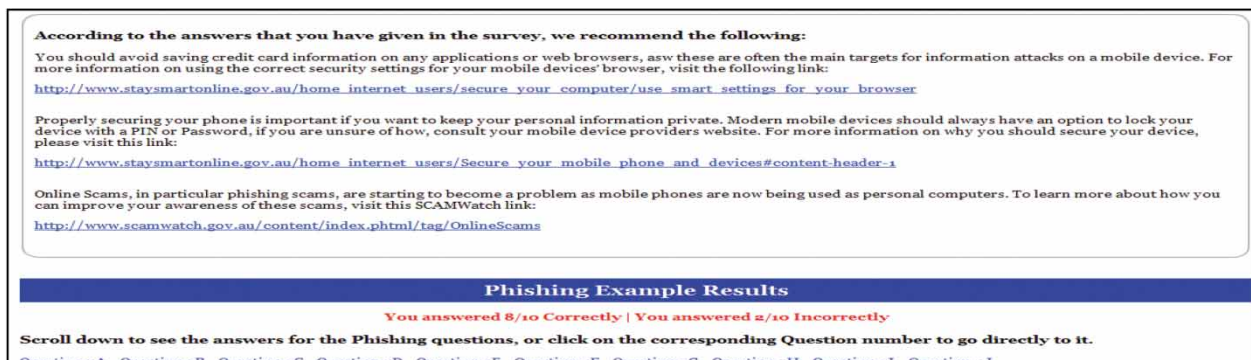 According to the answers that you have given in the survey, we recommend the following:
You should avoid saving credit card information on any applications or web browsers, asw these are often the main targets for information attacks on a mobile device. For
more information on using the correct security settings for your mobile devices' browser, visit the following link:
http://www.staysmartonline.gov.au/home_internet_users/secure_your_computer/use_smart_settings_for_your_browser
Properly securing your phone is important if you want to keep your personal information private. Modern mobile devices should always have an option to lock your
device with a PIN or Password, if you are unsure of how, consult your mobile device providers website. For more information on why you should secure your device,
please visit this link:
http://www.staysmartonline.gov.au/home_internet_users/Secure_your_mobile_phone_and_devices#content-header-1
Online Scams, in particular phishing scams, are starting to become a problem as mobile phones are now being used as personal computers. To learn more about how you
can improve your awareness of these scams, visit this SCAMWatch link:
http://www.scamwatch.gov.au/content/index.phtml/tag/OnlineScams
Phishing Example Results
You answered 8/10 Correctly | You answered 2/10 Incorrectly
Scroll down to see the answers for the Phishing questions, or click on the corresponding Question number to go directly to it.